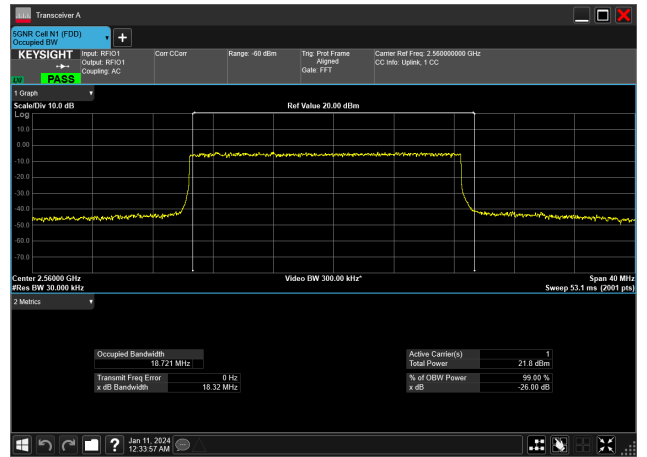 Transceiver A
5GNR Cell N1 (FDD)
Occupied BW
KEYSIGHT
Input: RFIO1
Output: RFIO1
Coupling: AC
Corr CCorr
Range: -60 dBm
Trig: Prot Frame
Aligned
Gate: FFT
Carrier Ref Freq: 2.560000000 GHz
CC Info: Uplink, 1 CC
LV
PASS
1 Graph
Scale/Div 10.0 dB
Ref Value 20.00 dBm
Log
10.0
0.00
-10.0
-20.0
-30.0
-40.0
-50.0
-60.0
-70.0
Center 2.56000 GHz
Video BW 300.00 kHz*
Span 40 MHz
#Res BW 30.000 kHz
Sweep 53.1 ms (2001 pts)
2 Metrics
Occupied Bandwidth
18.721 MHz
Transmit Freq Error 0 Hz
x dB Bandwidth 18.32 MHz
Active Carrier(s) 1
Total Power 21.8 dBm
% of OBW Power 99.00 %
x dB -26.00 dB
Jan 11, 2024
12:33:57 AM